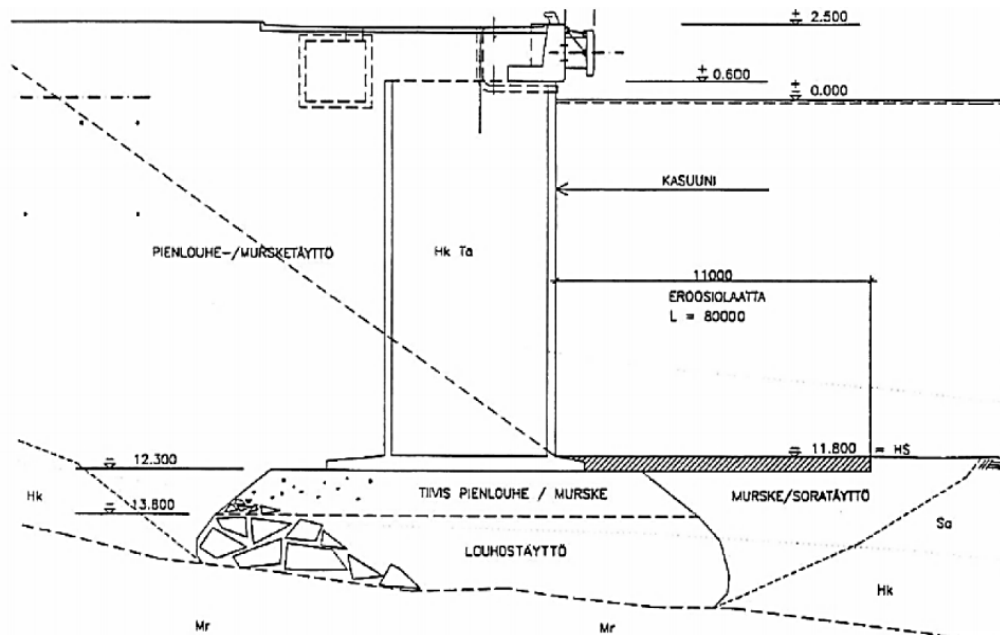 + 2.500
+ 0.600
+ 0.000
KASUUNI
PIENLOUHE-/MURSKETÄYTTÖ
Hk Ta
11000
EROOSIOLAATTA
L = 80000
11.800 = HS
12.300
TIIVIS PIENLOUHE / MURSKE
MURSKE/SORATÄYTTÖ
Hk
13.800
Sa
LOUHOSTÄYTTÖ
Hk
Mr
Mr